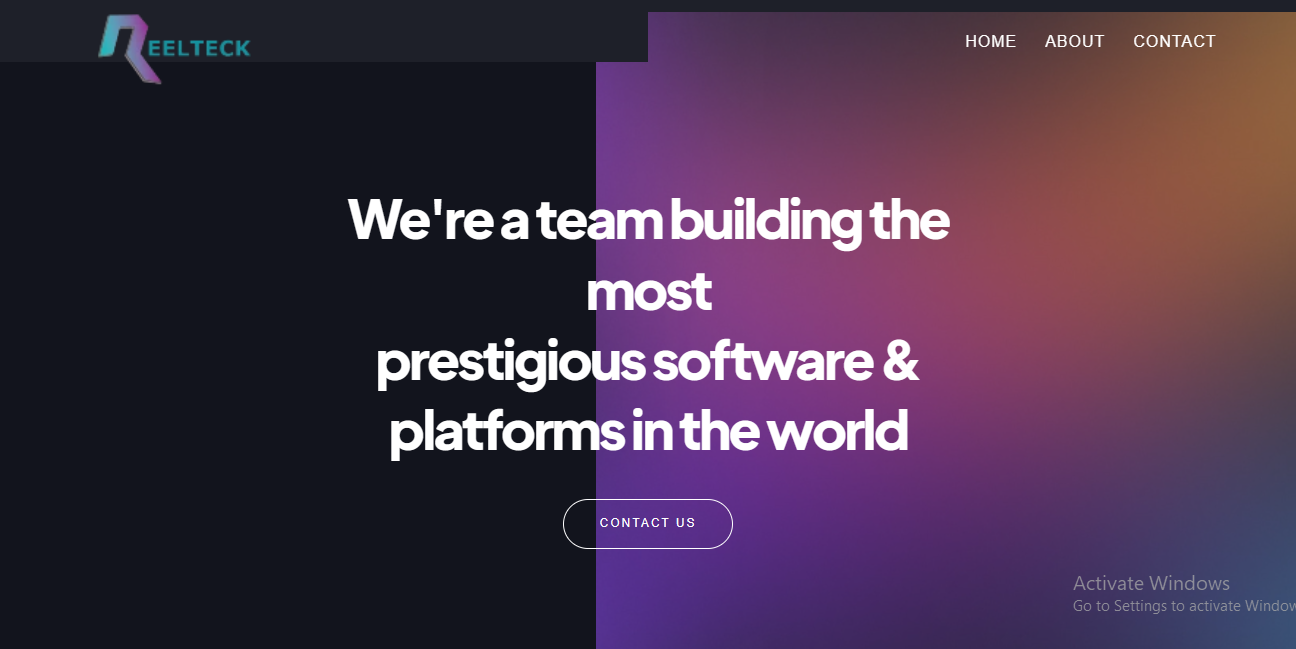 REELTECK
HOME ABOUT CONTACT
We're a team building the
most
prestigious software &
platforms in the world
CONTACT US
Activate Windows
Go to Settings to activate Window